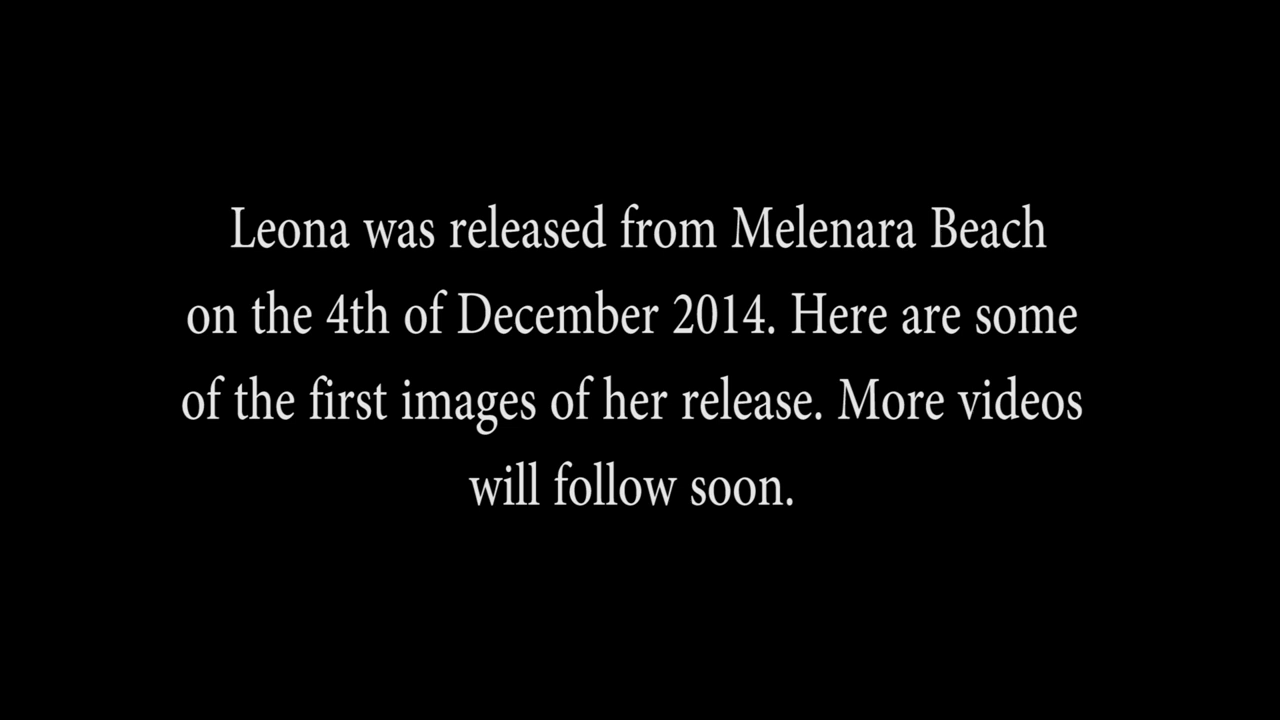 Leona was released from Melenara Beach
on the 4th of December 2014. Here are some
of the first images of her release. More videos
will follow soon.